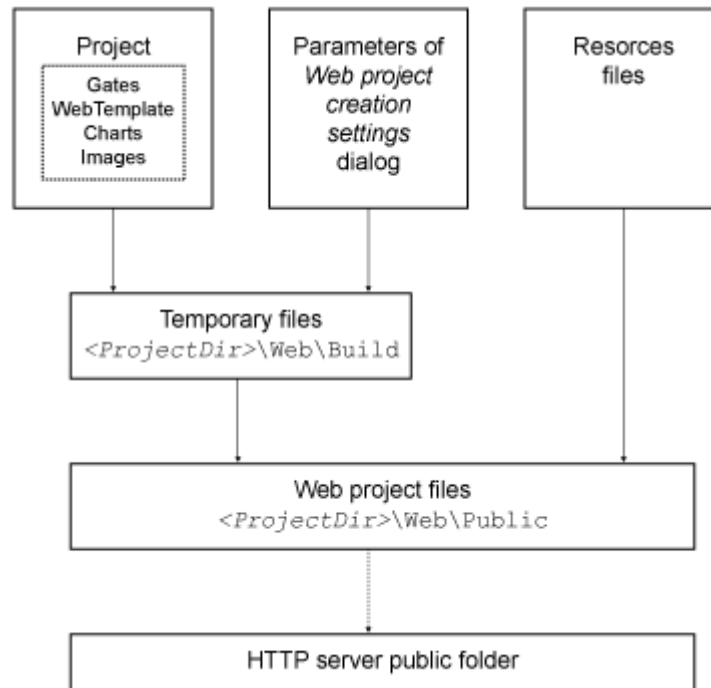 Project
Gates
WebTemplate
Charts
Images
Parameters of
Web project
creation
settings
dialog
Resorces
files
Temporary files
<ProjectDir>\Web\Build
Web project files
<ProjectDir>\Web\Public
HTTP server public folder